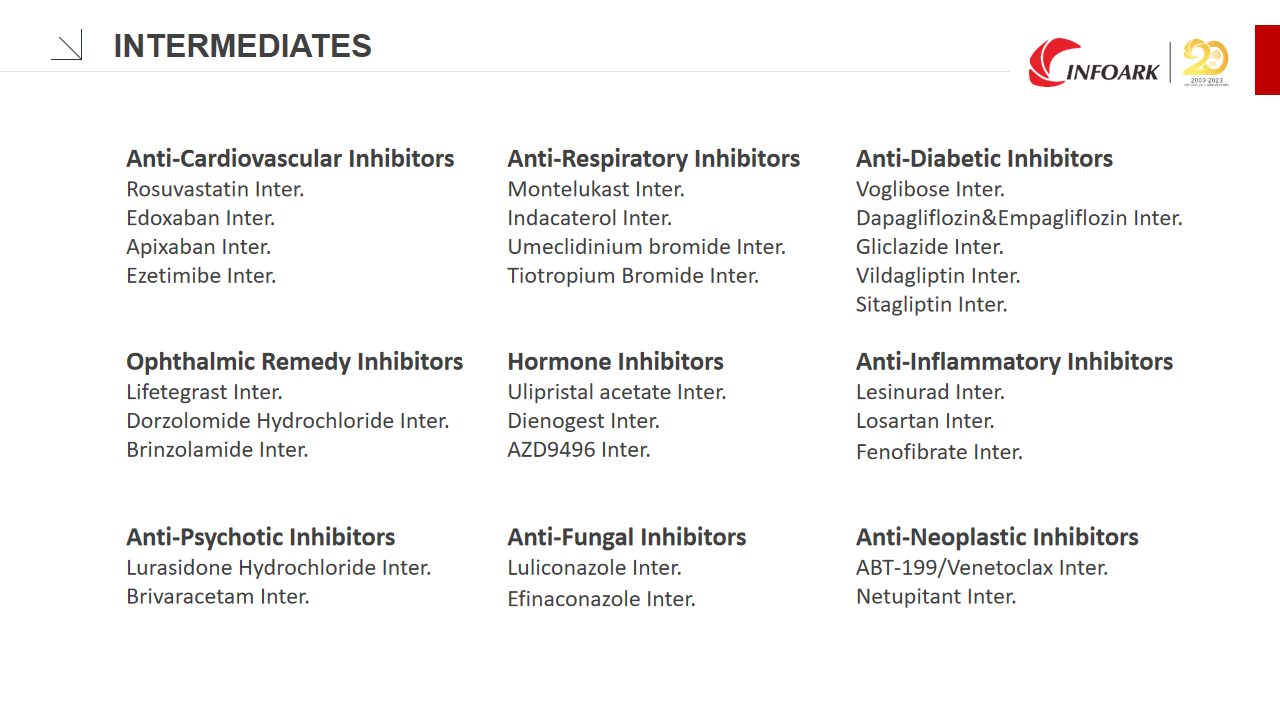 INTERMEDIATES
INFOARK
20th
2003-2023
Anti-Cardiovascular Inhibitors
Rosuvastatin Inter.
Edoxaban Inter.
Apixaban Inter.
Ezetimibe Inter.
Anti-Respiratory Inhibitors
Montelukast Inter.
Indacaterol Inter.
Umeclidinium bromide Inter.
Tiotropium Bromide Inter.
Anti-Diabetic Inhibitors
Voglibose Inter.
Dapagliflozin&Empagliflozin Inter.
Gliclazide Inter.
Vildagliptin Inter.
Sitagliptin Inter.
Ophthalmic Remedy Inhibitors
Lifetegrast Inter.
Dorzolomide Hydrochloride Inter.
Brinzolamide Inter.
Hormone Inhibitors
Ulipristal acetate Inter.
Dienogest Inter.
AZD9496 Inter.
Anti-Inflammatory Inhibitors
Lesinurad Inter.
Losartan Inter.
Fenofibrate Inter.
Anti-Psychotic Inhibitors
Lurasidone Hydrochloride Inter.
Brivaracetam Inter.
Anti-Fungal Inhibitors
Luliconazole Inter.
Efinaconazole Inter.
Anti-Neoplastic Inhibitors
ABT-199/Venetoclax Inter.
Netupitant Inter.